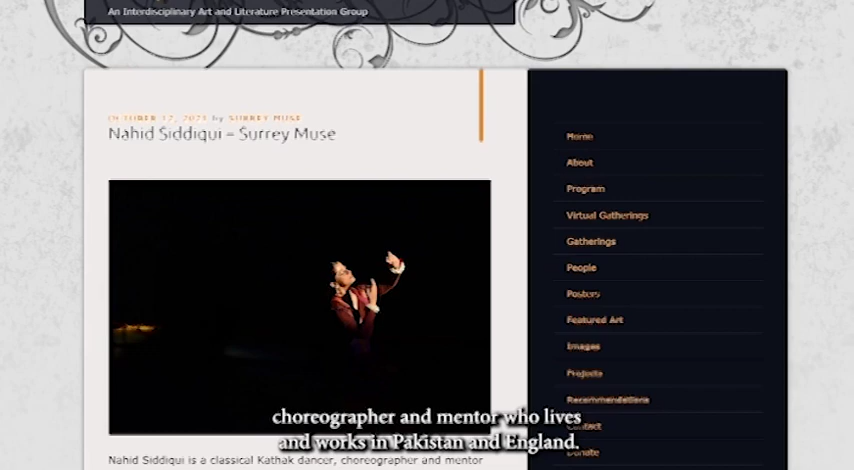 An Interdisciplinary Art and Literature Presentation Group
OCTOBER 17, 2021 by SURREY MUSE
Nahid Siddiqui – Surrey Muse
Home
About
Program
Virtual Gatherings
Gatherings
People
Posters
Featured Art
Images
Projects
Recommendations
Contact
Donate
choreographer and mentor who lives
and works in Pakistan and England.
Nahid Siddiqui is a classical Kathak dancer, choreographer and mentor